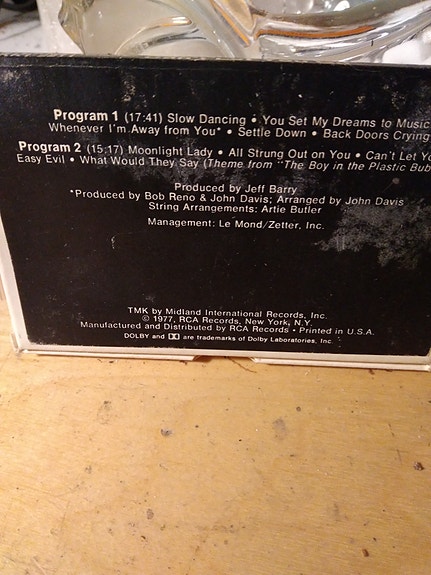 Program 1 (17:41) Slow Dancing • You Set My Dreams to Music
Whenever I'm Away from You* • Settle Down • Back Doors Crying
Program 2 (15:17) Moonlight Lady • All Strung Out on You • Can't Let Yo
Easy Evil • What Would They Say (Theme from "The Boy in the Plastic Bub
Produced by Jeff Barry
*Produced by Bob Reno & John Davis; Arranged by John Davis
String Arrangements: Artie Butler
Management: Le Mond/Zetter, Inc.
TMK by Midland International Records, Inc.
© 1977, RCA Records, New York, N.Y.
Manufactured and Distributed by RCA Records • Printed in U.S.A.
DOLBY and are trademarks of Dolby Laboratories, Inc.